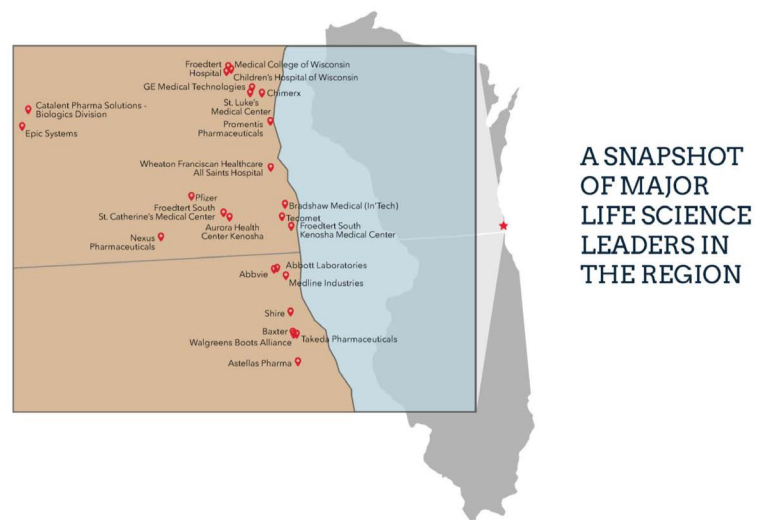 Froedtert
Hospital
Medical College of Wisconsin
Children's Hospital of Wisconsin
GE Medical Technologies
Chimerx
St. Luke's
Medical Center
Catalent Pharma Solutions -
Biologics Division
Epic Systems
Promentis
Pharmaceuticals
Wheaton Franciscan Healthcare
All Saints Hospital
Pfizer
Froedtert South
St. Catherine's Medical Center
Bradshaw Medical (In'Tech)
Tecomet
Aurora Health
Center Kenosha
Froedtert South
Kenosha Medical Center
Nexus
Pharmaceuticals
Abbott Laboratories
Abbvie
Medline Industries
Shire
Baxter
Takeda Pharmaceuticals
Walgreens Boots Alliance
Astellas Pharma
A SNAPSHOT
OF MAJOR
LIFE SCIENCE
LEADERS IN
THE REGION